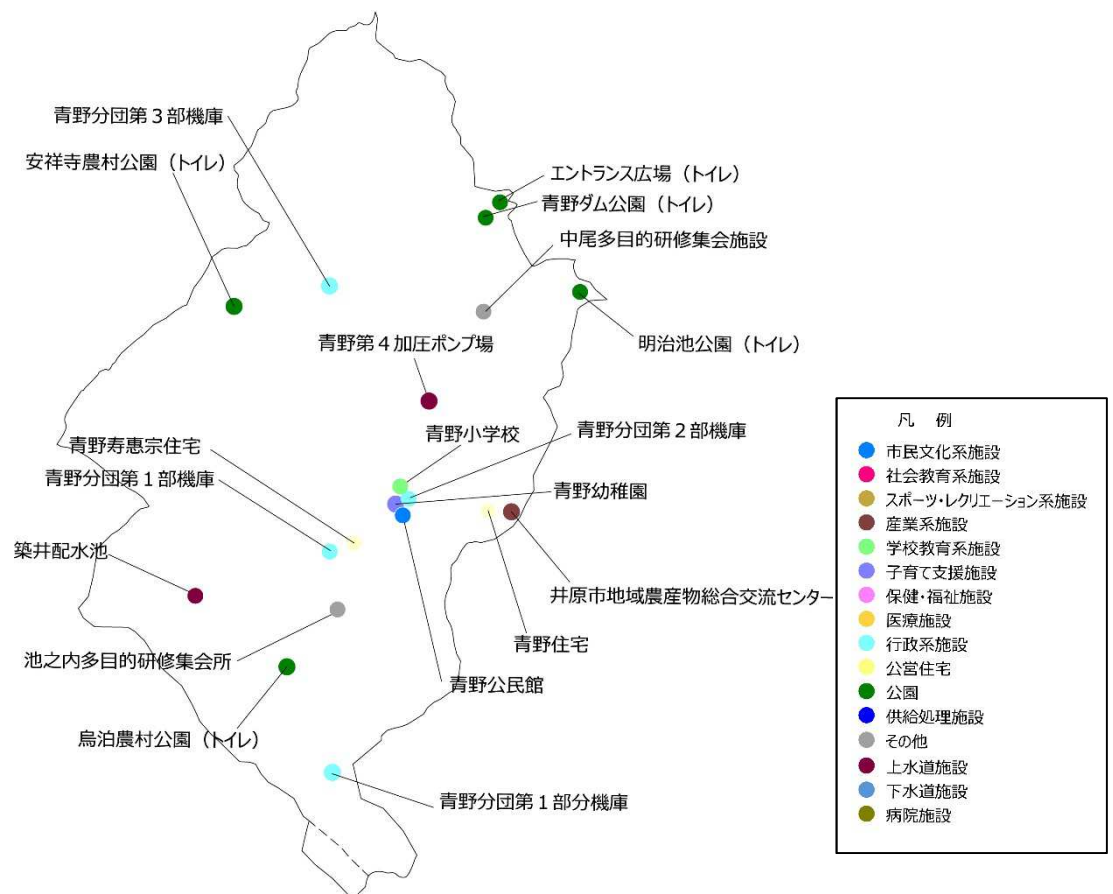 青野分団第３部機庫
安祥寺農村公園（トイレ）
エントランス広場（トイレ）
青野ダム公園（トイレ）
中尾多目的研修集会施設
青野第４加圧ポンプ場
明治池公園（トイレ）
青野小学校
青野分団第２部機庫
青野寿惠宗住宅
青野分団第１部機庫
青野幼稚園
築井配水池
井原市地域農産物総合交流センター
青野住宅
池之内多目的研修集会所
青野公民館
烏泊農村公園（トイレ）
青野分団第１部分機庫
凡　例
市民文化系施設
社会教育系施設
スポーツ・レクリエーション系施設
産業系施設
学校教育系施設
子育て支援施設
保健・福祉施設
医療施設
行政系施設
公営住宅
公園
供給処理施設
その他
上水道施設
下水道施設
病院施設